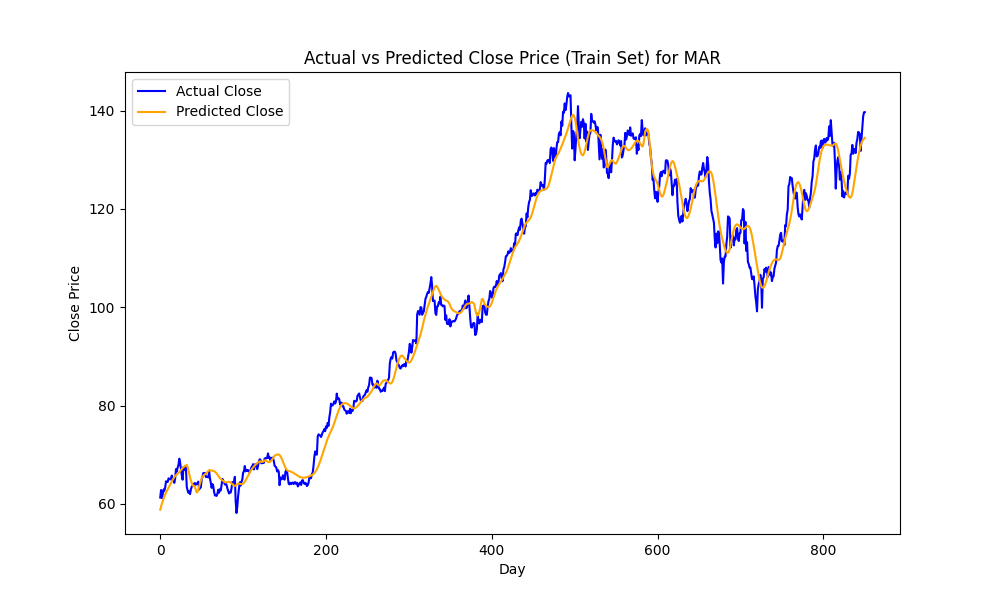 Actual vs Predicted Close Price (Train Set) for MAR
Actual Close
Predicted Close
140
120
100
80
60
Close Price
0 200 400 600 800
Day